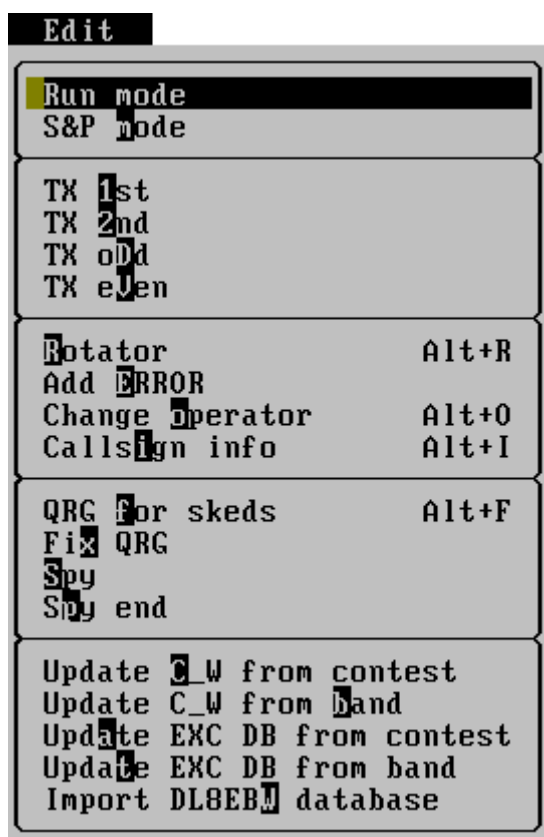 Edit
Run mode
S&P mode
TX 1st
TX 2nd
TX oDd
TX eVen
Rotator Alt+R
Add ERROR
Change operator Alt+O
Callsign info Alt+I
QRG for skeds Alt+F
Fix QRG
Spy
Spy end
Update C_W from contest
Update C_W from band
Update EXC DB from contest
Update EXC DB from band
Import DL8EBW database